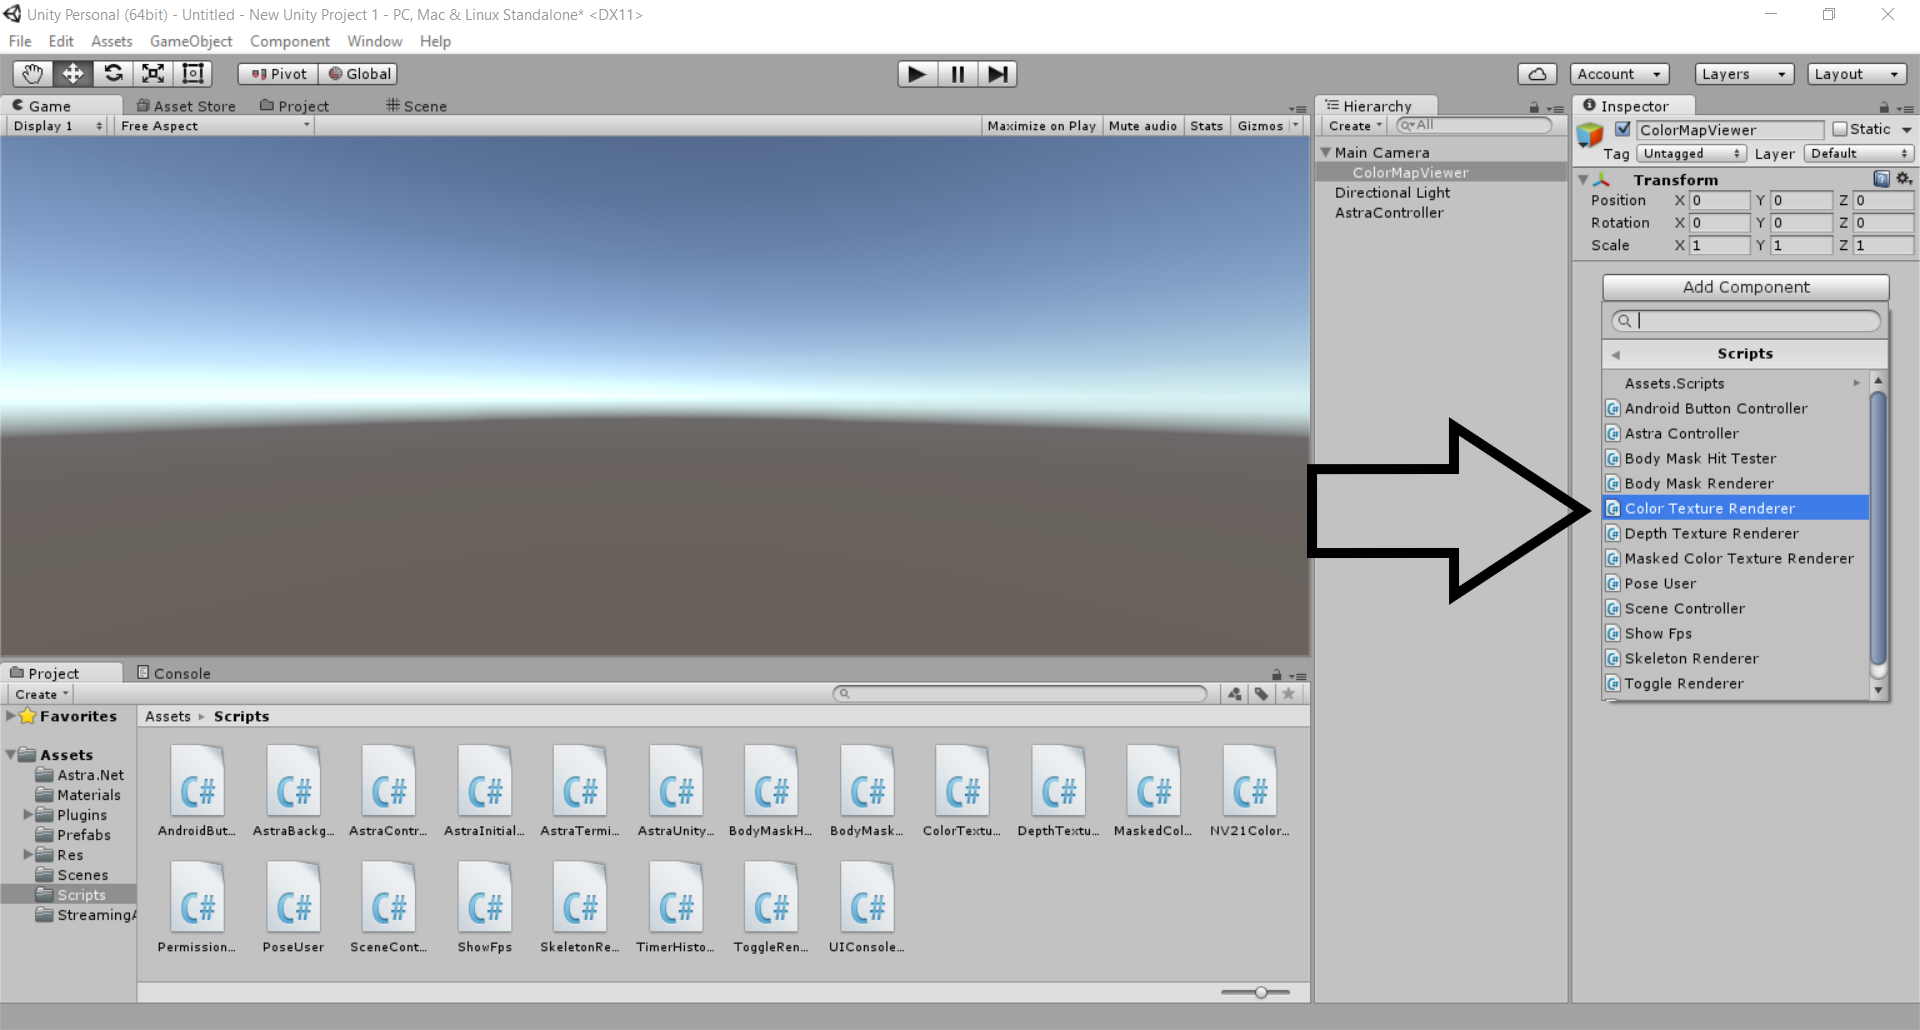 Unity Personal (64bit) - Untitled - New Unity Project 1 - PC, Mac & Linux Standalone* <DX11>
File Edit Assets GameObject Component Window Help
Pivot Global Account Layers Layout
Game Asset Store Project Scene
Display 1 Free Aspect Maximize on Play Mute audio Stats Gizmos
Hierarchy
Create All
Main Camera
ColorMapViewer
Directional Light
AstraController
Inspector
ColorMapViewer Static
Tag Untagged Layer Default
Transform
Position X 0 Y 0 Z 0
Rotation X 0 Y 0 Z 0
Scale X 1 Y 1 Z 1
Add Component
Scripts
Assets.Scripts
Android Button Controller
Astra Controller
Body Mask Hit Tester
Body Mask Renderer
Color Texture Renderer
Depth Texture Renderer
Masked Color Texture Renderer
Pose User
Scene Controller
Show Fps
Skeleton Renderer
Toggle Renderer
Project Console
Create
Favorites
Assets
Astra.Net
Materials
Plugins
Prefabs
Res
Scenes
Scripts
StreamingA
Assets Scripts
C# C# C# C# C# C# C# C# C# C# C# C#
AndroidBut... AstraBackg... AstraContr... AstraInitial... AstraTermi... AstraUnity... BodyMaskH... BodyMask... ColorTextu... DepthTextu... MaskedCol... NV21Color...
C# C# C# C# C# C# C# C#
Permission... PoseUser SceneCont... ShowFps SkeletonRe... TimerHisto... ToggleRen... UIConsole...